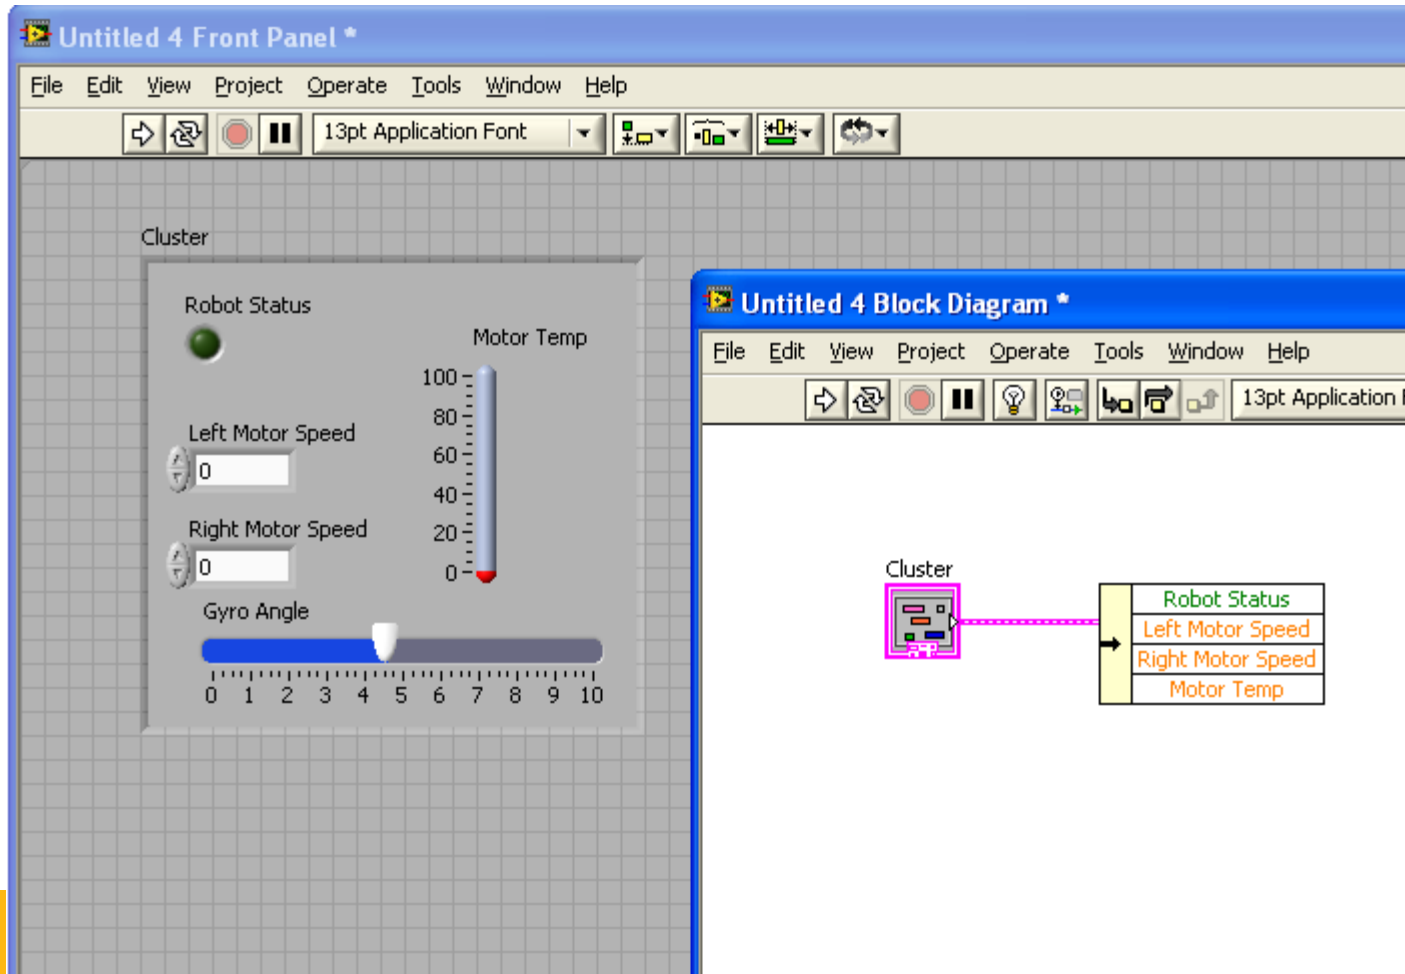 Untitled 4 Front Panel *
File Edit View Project Operate Tools Window Help
13pt Application Font
Cluster
Robot Status
Motor Temp
100
80
60
40
20
0
Left Motor Speed
0
Right Motor Speed
0
Gyro Angle
0 1 2 3 4 5 6 7 8 9 10
Untitled 4 Block Diagram *
File Edit View Project Operate Tools Window Help
13pt Application
Cluster
Robot Status
Left Motor Speed
Right Motor Speed
Motor Temp